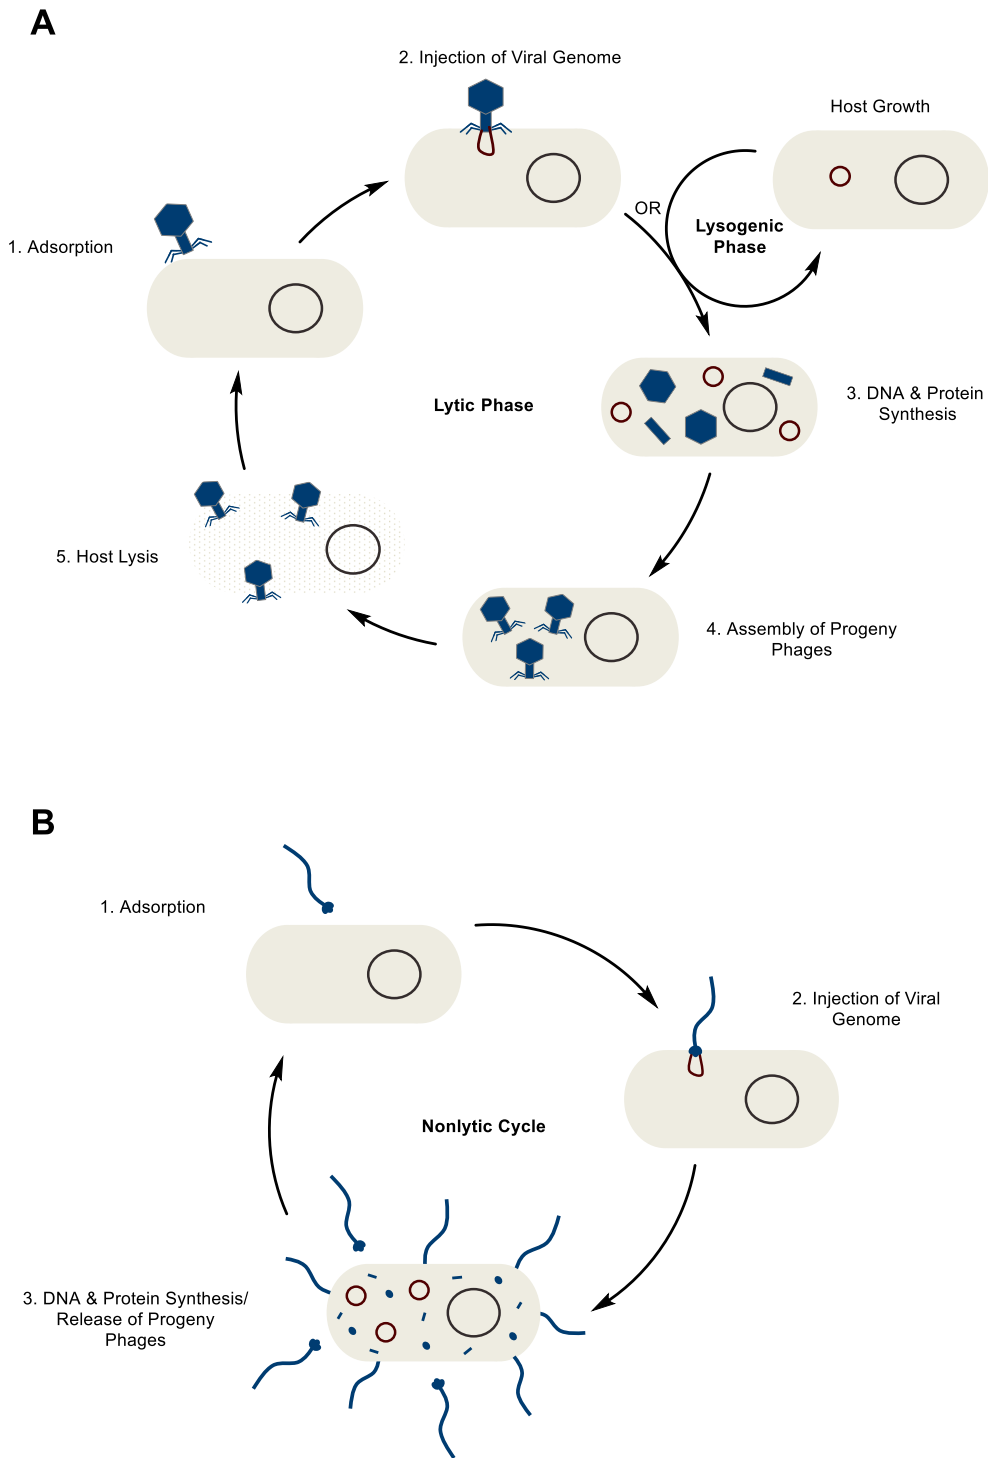 A
2. Injection of Viral Genome
Host Growth
OR
Lysogenic
Phase
1. Adsorption
Lytic Phase
3. DNA & Protein
Synthesis
5. Host Lysis
4. Assembly of Progeny
Phages
B
1. Adsorption
2. Injection of Viral
Genome
Nonlytic Cycle
3. DNA & Protein Synthesis/
Release of Progeny
Phages